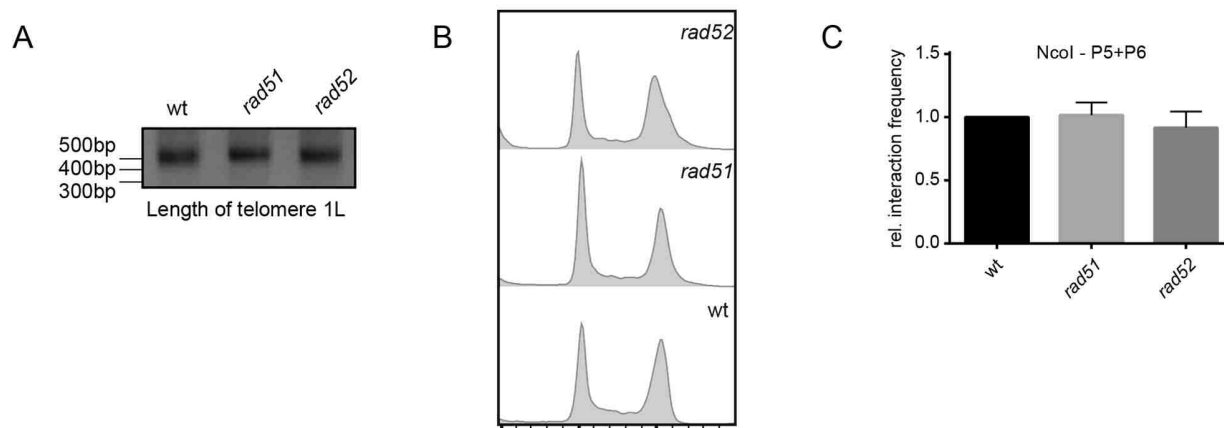 A
wt
rad51
rad52
500bp
400bp
300bp
Length of telomere 1L
B
rad52
rad51
wt
C
NcoI - P5+P6
rel. interaction frequency
1.5
1.0
0.5
0.0
wt
rad51
rad52